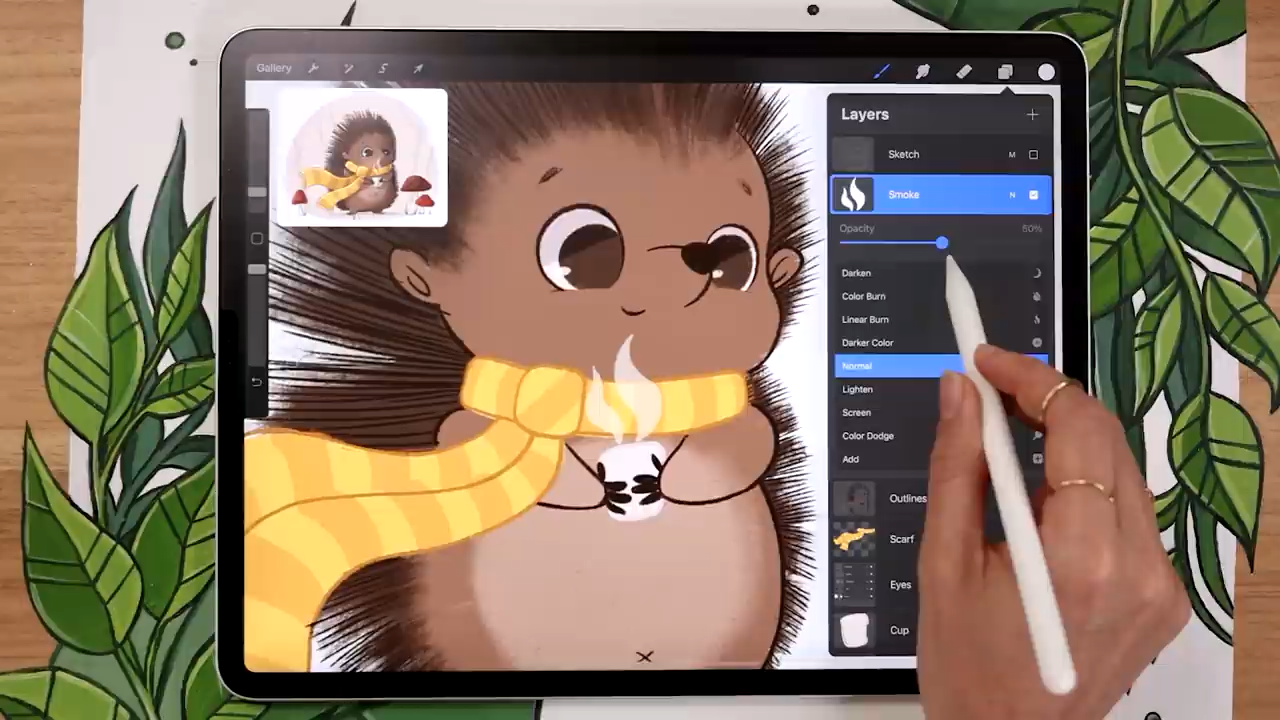 Gallery
Layers
Sketch M
Smoke N
Opacity 50%
Darken
Color Burn
Linear Burn
Darker Color
Normal
Lighten
Screen
Color Dodge
Add
Outlines
Scarf
Eyes
Cup